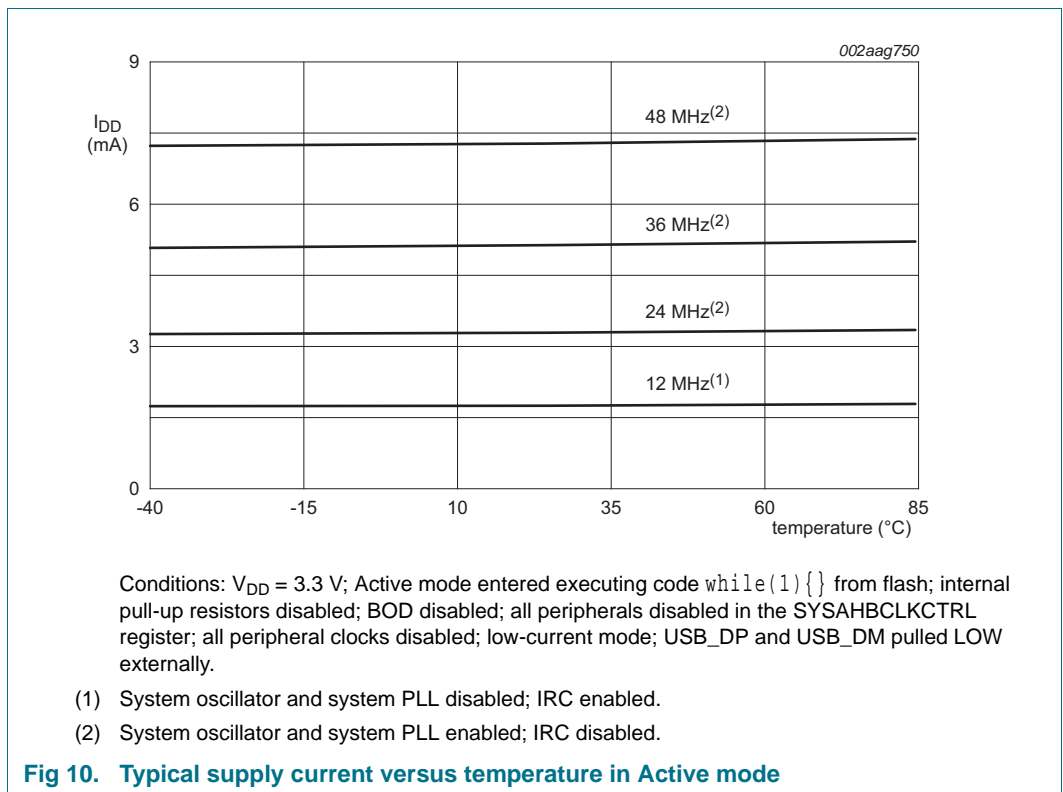 002aag750
9
I_DD
(mA)
48 MHz(2)
6
36 MHz(2)
24 MHz(2)
3
12 MHz(1)
0
-40 -15 10 35 60 85
temperature (°C)
Conditions: V_DD = 3.3 V; Active mode entered executing code while(1){} from flash; internal
pull-up resistors disabled; BOD disabled; all peripherals disabled in the SYSAHBCLKCTRL
register; all peripheral clocks disabled; low-current mode; USB_DP and USB_DM pulled LOW
externally.
(1) System oscillator and system PLL disabled; IRC enabled.
(2) System oscillator and system PLL enabled; IRC disabled.
Fig 10. Typical supply current versus temperature in Active mode